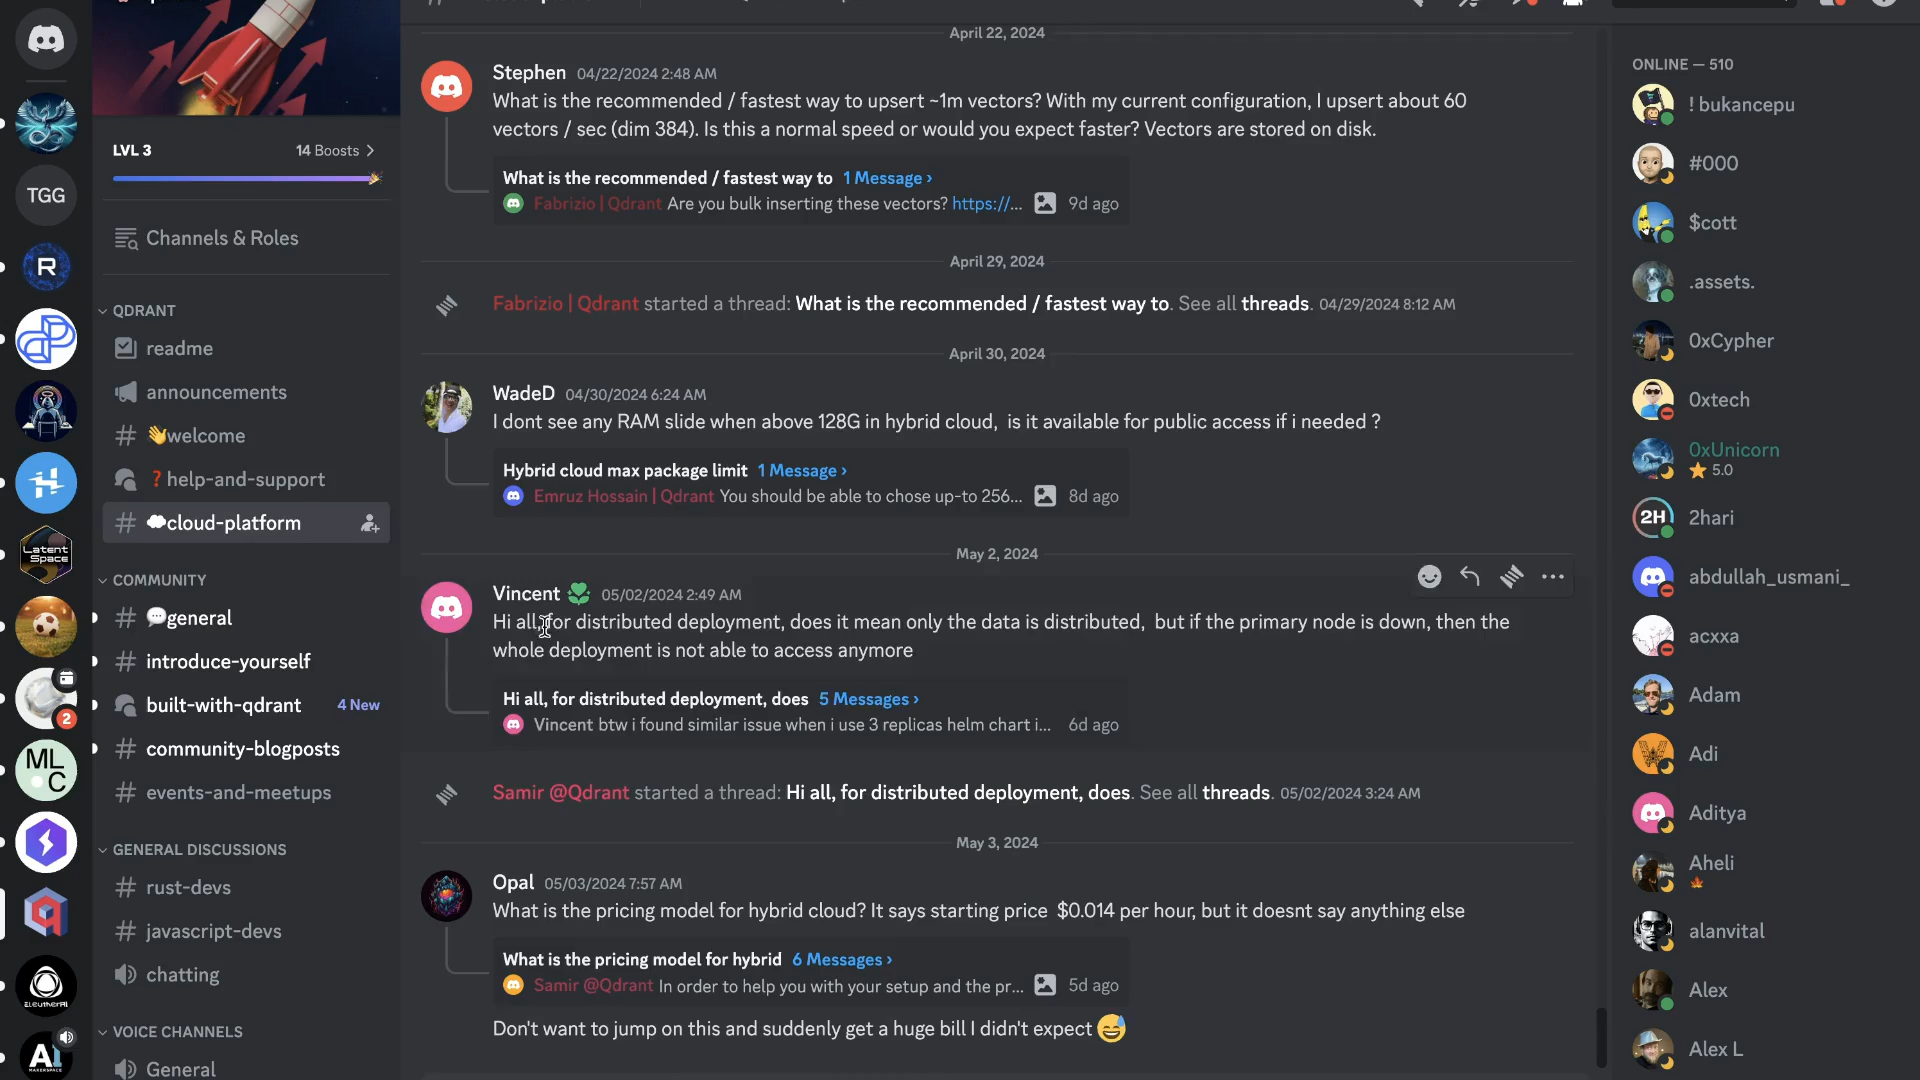 TGG
R
Latent
Space
2
ML
C
ELEUTHERAI
AI
MAKERSPACE
LVL 3
14 Boosts >
Channels & Roles
QDRANT
readme
announcements
# 👋welcome
❓help-and-support
# 💭cloud-platform
COMMUNITY
# 💬general
# introduce-yourself
built-with-qdrant 4 New
# community-blogposts
# events-and-meetups
GENERAL DISCUSSIONS
# rust-devs
# javascript-devs
chatting
VOICE CHANNELS
General
April 22, 2024
Stephen 04/22/2024 2:48 AM
What is the recommended / fastest way to upsert ~1m vectors? With my current configuration, I upsert about 60
vectors / sec (dim 384). Is this a normal speed or would you expect faster? Vectors are stored on disk.
What is the recommended / fastest way to 1 Message ›
Fabrizio | Qdrant Are you bulk inserting these vectors? https://... 9d ago
April 29, 2024
Fabrizio | Qdrant started a thread: What is the recommended / fastest way to. See all threads. 04/29/2024 8:12 AM
April 30, 2024
WadeD 04/30/2024 6:24 AM
I dont see any RAM slide when above 128G in hybrid cloud, is it available for public access if i needed ?
Hybrid cloud max package limit 1 Message ›
Emruz Hossain | Qdrant You should be able to chose up-to 256... 8d ago
May 2, 2024
Vincent 05/02/2024 2:49 AM
Hi all,for distributed deployment, does it mean only the data is distributed, but if the primary node is down, then the
whole deployment is not able to access anymore
Hi all, for distributed deployment, does 5 Messages ›
Vincent btw i found similar issue when i use 3 replicas helm chart i... 6d ago
Samir @Qdrant started a thread: Hi all, for distributed deployment, does. See all threads. 05/02/2024 3:24 AM
May 3, 2024
Opal 05/03/2024 7:57 AM
What is the pricing model for hybrid cloud? It says starting price $0.014 per hour, but it doesnt say anything else
What is the pricing model for hybrid 6 Messages ›
Samir @Qdrant In order to help you with your setup and the pr... 5d ago
Don't want to jump on this and suddenly get a huge bill I didn't expect 😅
ONLINE — 510
! bukancepu
#000
$cott
.assets.
0xCypher
0xtech
0xUnicorn
⭐ 5.0
2H 2hari
abdullah_usmani_
acxxa
Adam
Adi
Aditya
Aheli
🍁
alanvital
Alex
Alex L